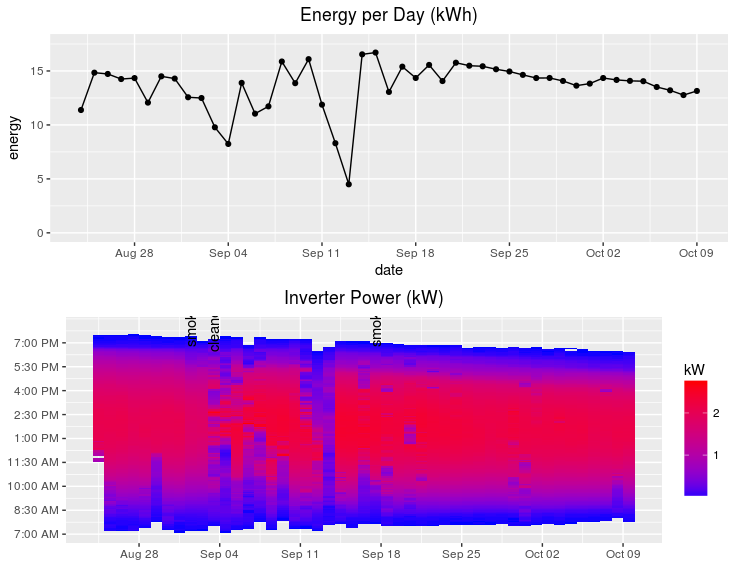 Energy per Day (kWh)
15
10
5
0
energy
Aug 28 Sep 04 Sep 11 Sep 18 Sep 25 Oct 02 Oct 09
date
Inverter Power (kW)
7:00 PM
5:30 PM
4:00 PM
2:30 PM
1:00 PM
11:30 AM
10:00 AM
8:30 AM
7:00 AM
Aug 28 Sep 04 Sep 11 Sep 18 Sep 25 Oct 02 Oct 09
kW
2
1